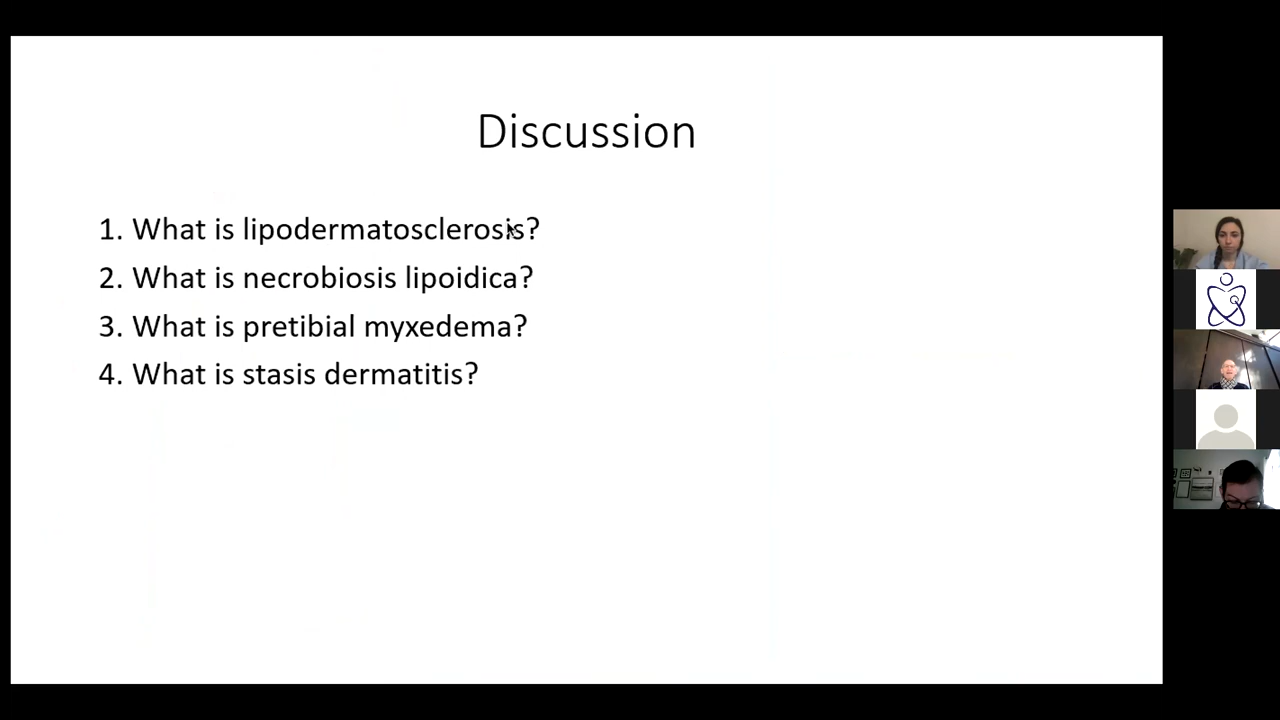 Discussion
1. What is lipodermatosclerosis?
2. What is necrobiosis lipoidica?
3. What is pretibial myxedema?
4. What is stasis dermatitis?